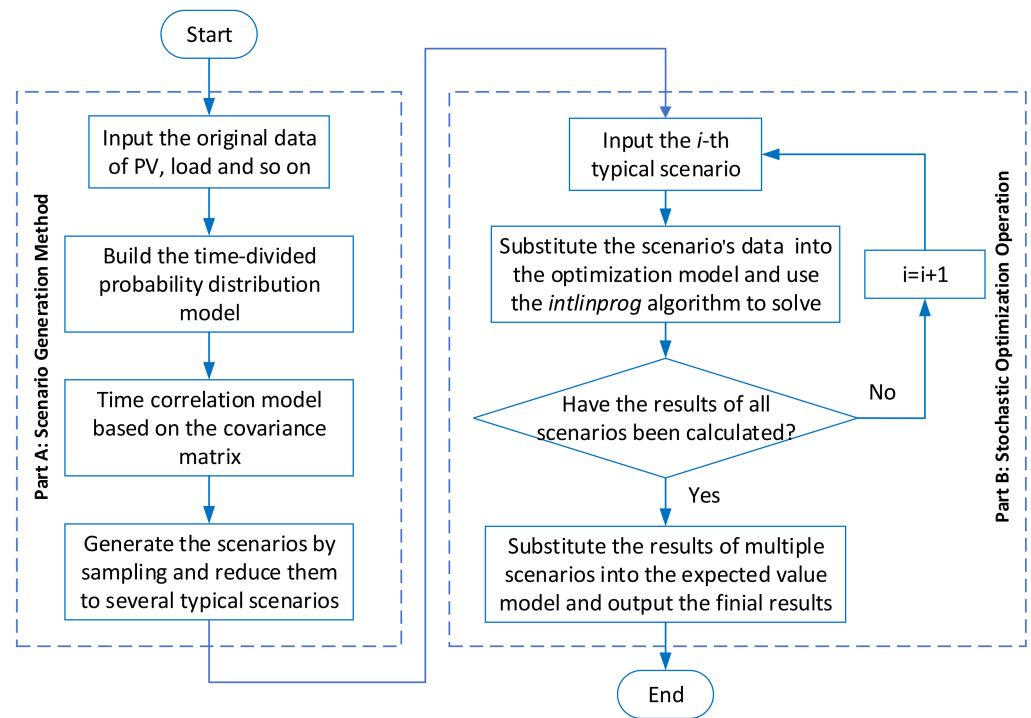 Start
Part A: Scenario Generation Method
Input the original data
of PV, load and so on
Build the time-divided
probability distribution
model
Time correlation model
based on the covariance
matrix
Generate the scenarios by
sampling and reduce them
to several typical scenarios
Part B: Stochastic Optimization Operation
Input the i-th
typical scenario
Substitute the scenario's data into
the optimization model and use
the intlinprog algorithm to solve
i=i+1
Have the results of all
scenarios been calculated?
No
Yes
Substitute the results of multiple
scenarios into the expected value
model and output the finial results
End